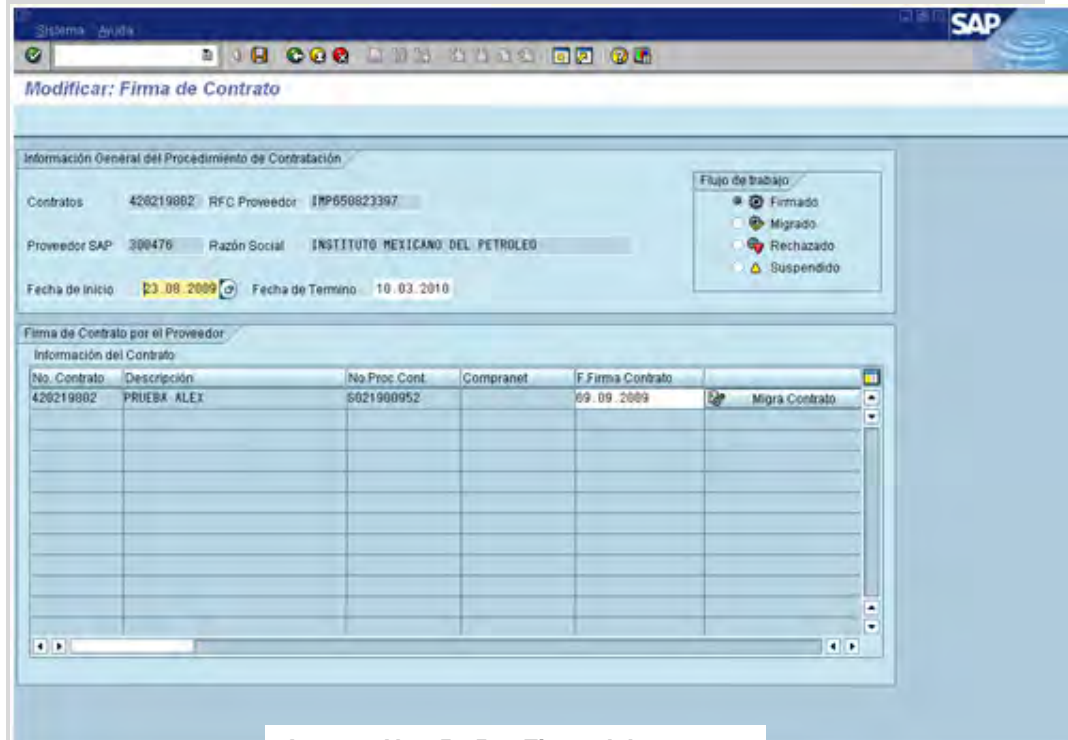 Sistema Ayuda
SAP
Modificar: Firma de Contrato
Información General del Procedimiento de Contratación
Flujo de trabajo
Contratos 420219802 RFC Proveedor IMP650823397
Firmado
Migrado
Proveedor SAP 300476 Razón Social INSTITUTO MEXICANO DEL PETROLEO
Rechazado
Suspendido
Fecha de Inicio 23.08.2009 Fecha de Termino 10.03.2010
Firma de Contrato por el Proveedor
Información del Contrato
No. Contrato Descripción No.Proc.Cont. Compranet F.Firma Contrato
420219802 PRUEBA ALEX S021900952 09.09.2009 Migra Contrato